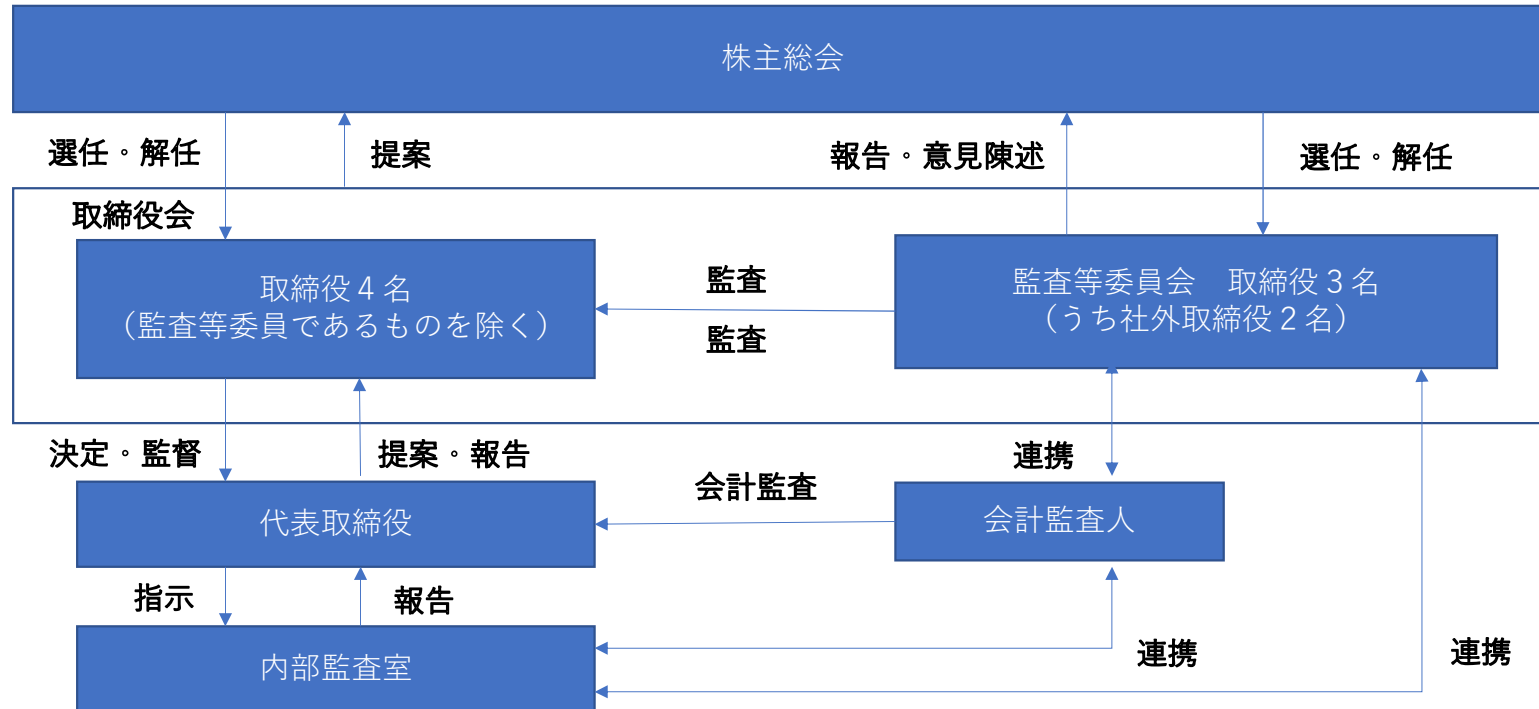 株主総会
選任・解任
提案
報告・意見陳述
選任・解任
取締役会
取締役４名
（監査等委員であるものを除く）
監査
監査
監査等委員会　取締役３名
（うち社外取締役２名）
決定・監督
提案・報告
会計監査
連携
代表取締役
会計監査人
指示
報告
連携
連携
内部監査室